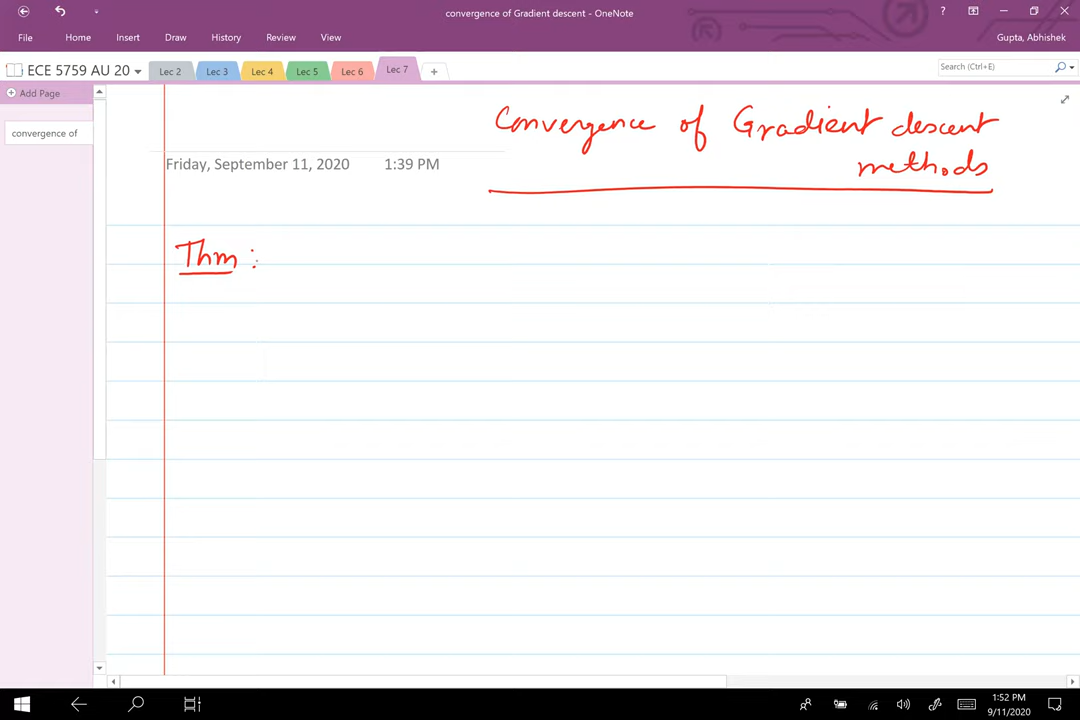 convergence of Gradient descent - OneNote
?
File Home Insert Draw History Review View
Gupta, Abhishek
ECE 5759 AU 20
Lec 2 Lec 3 Lec 4 Lec 5 Lec 6 Lec 7 +
Search (Ctrl+E)
Add Page
convergence of
Convergence of Gradient descent
methods
Friday, September 11, 2020 1:39 PM
Thm :
1:52 PM
9/11/2020